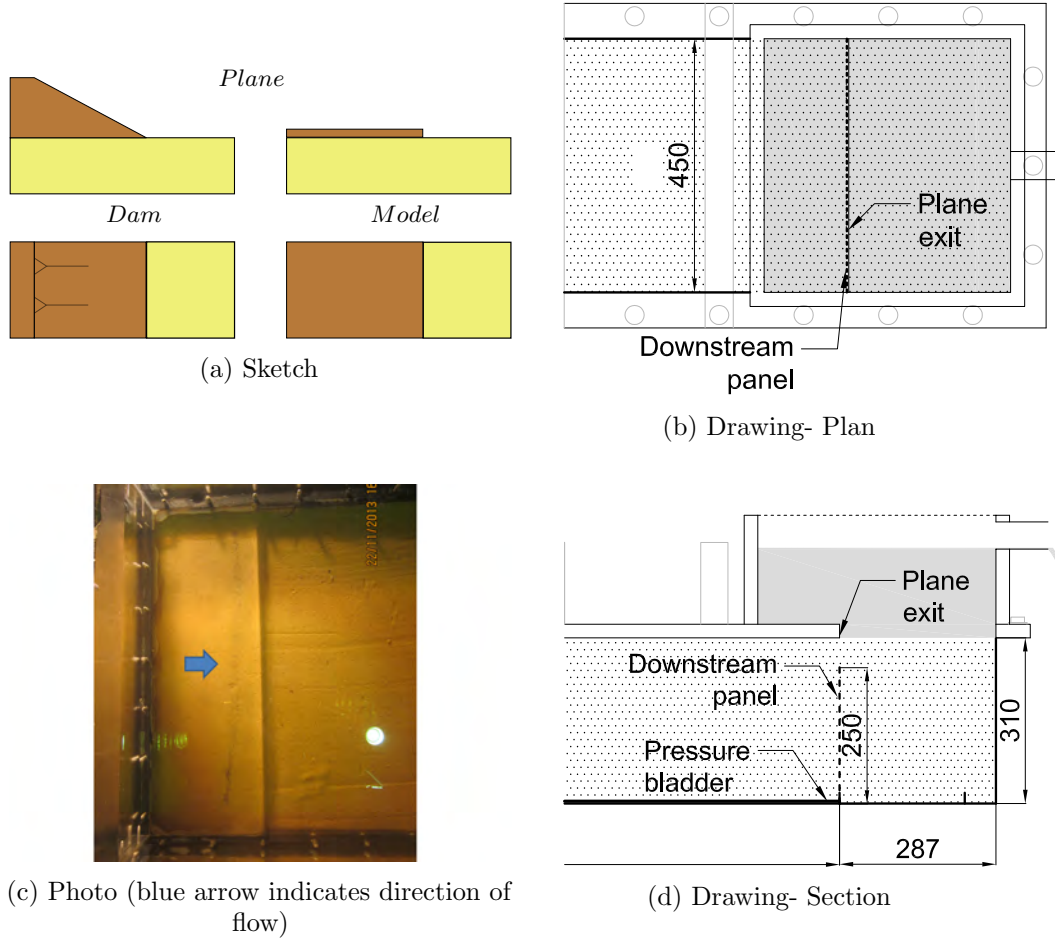 Plane
Dam
Model
(a) Sketch
450
Plane
exit
Downstream
panel
(b) Drawing- Plan
22/11/2013 16
(c) Photo (blue arrow indicates direction of
flow)
Plane
exit
Downstream
panel
250
310
Pressure
bladder
287
(d) Drawing- Section